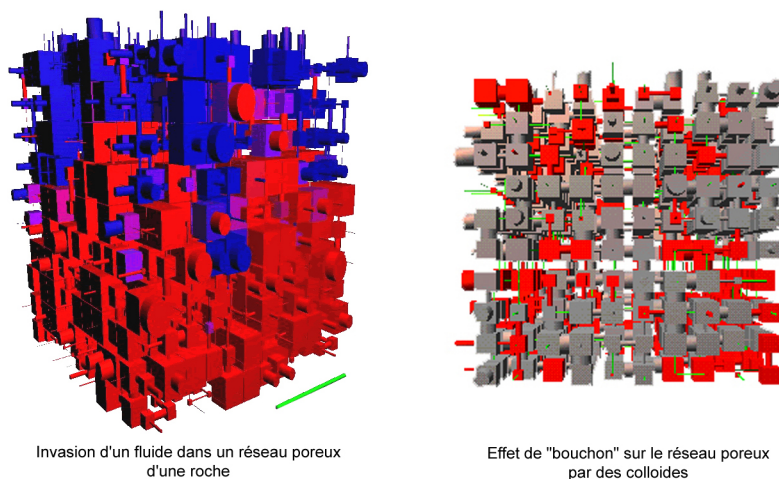 Invasion d'un fluide dans un réseau poreux
d'une roche
Effet de "bouchon" sur le réseau poreux
par des colloides